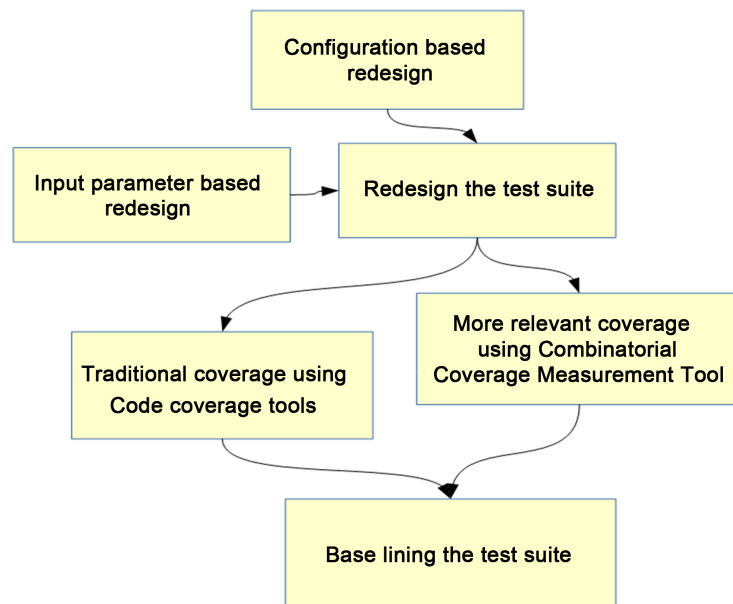 Configuration based
redesign
Input parameter based
redesign
Redesign the test suite
More relevant coverage
using Combinatorial
Coverage Measurement Tool
Traditional coverage using
Code coverage tools
Base lining the test suite